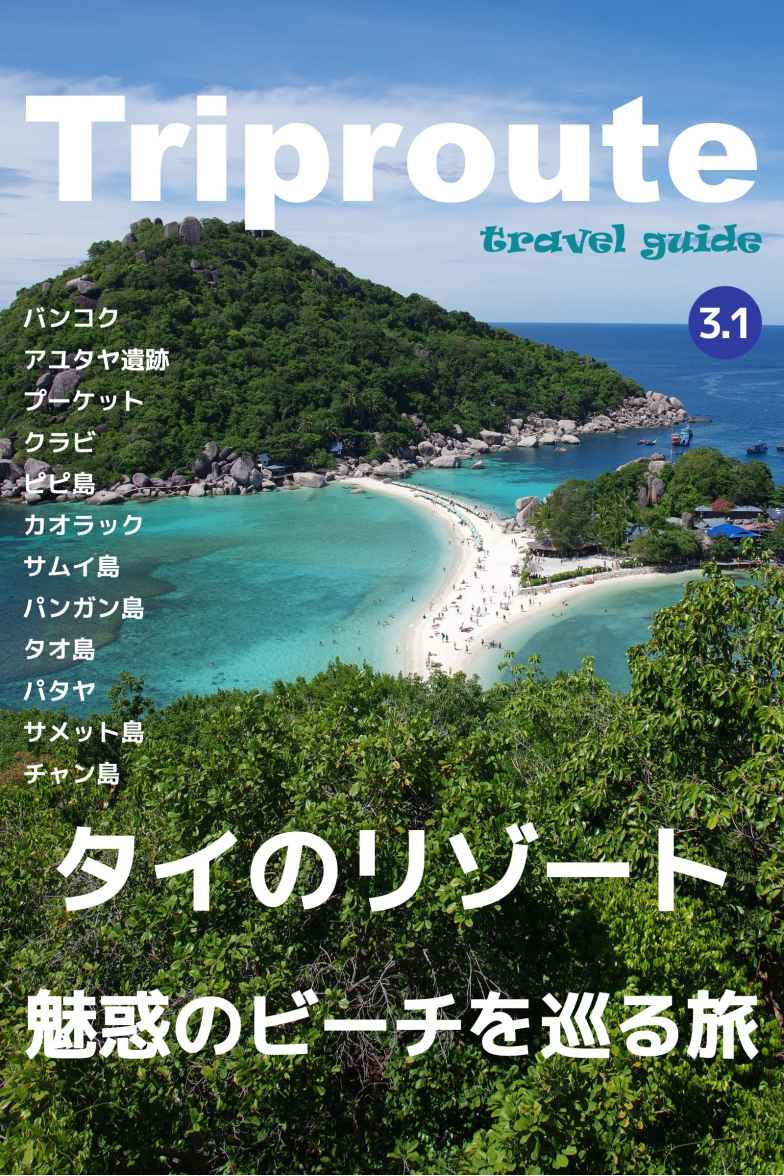 Triproute
travel guide
3.1
バンコク
アユタヤ遺跡
プーケット
クラビ
ピピ島
カオラック
サムイ島
パンガン島
タオ島
パタヤ
サメット島
チャン島
タイのリゾート
魅惑のビーチを巡る旅